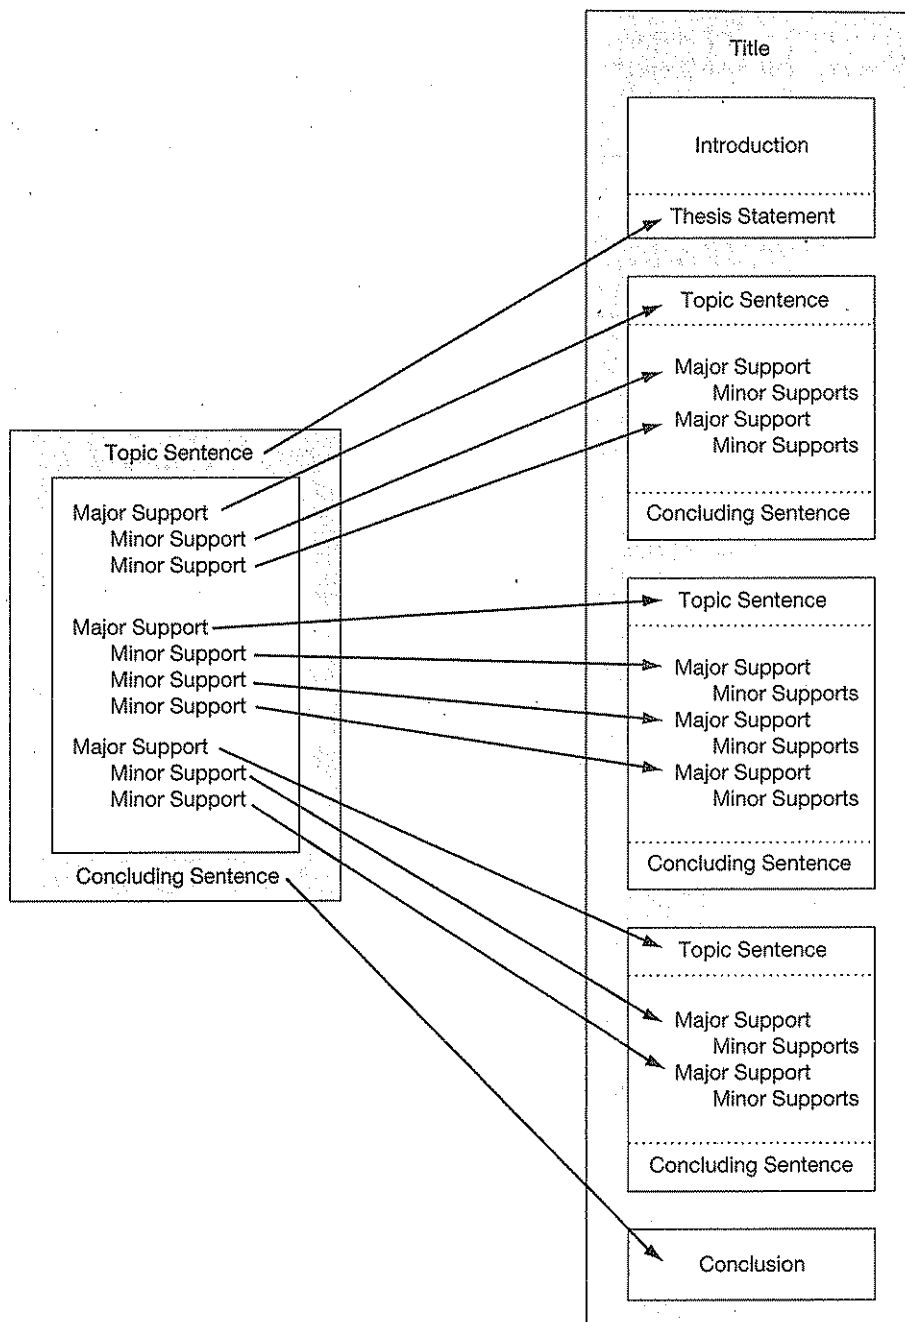 Topic Sentence
Major Support
Minor Support
Minor Support
Major Support
Minor Support
Minor Support
Minor Support
Major Support
Minor Support
Minor Support
Concluding Sentence
Title
Introduction
Thesis Statement
Topic Sentence
Major Support
Minor Supports
Major Support
Minor Supports
Concluding Sentence
Topic Sentence
Major Support
Minor Supports
Major Support
Minor Supports
Major Support
Minor Supports
Concluding Sentence
Topic Sentence
Major Support
Minor Supports
Major Support
Minor Supports
Concluding Sentence
Conclusion